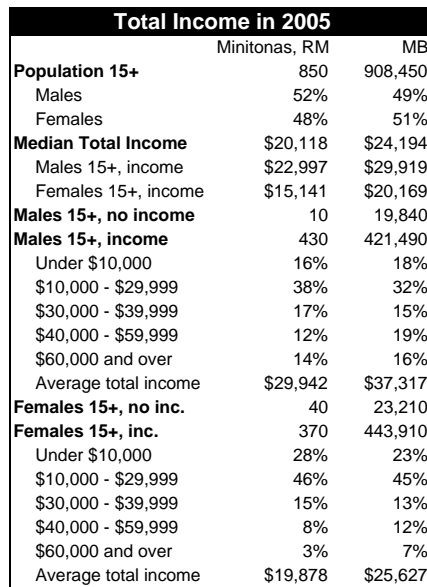 Total Income in 2005
Minitonas, RM MB
Population 15+ 850 908,450
Males 52% 49%
Females 48% 51%
Median Total Income $20,118 $24,194
Males 15+, income $22,997 $29,919
Females 15+, income $15,141 $20,169
Males 15+, no income 10 19,840
Males 15+, income 430 421,490
Under $10,000 16% 18%
$10,000 - $29,999 38% 32%
$30,000 - $39,999 17% 15%
$40,000 - $59,999 12% 19%
$60,000 and over 14% 16%
Average total income $29,942 $37,317
Females 15+, no inc. 40 23,210
Females 15+, inc. 370 443,910
Under $10,000 28% 23%
$10,000 - $29,999 46% 45%
$30,000 - $39,999 15% 13%
$40,000 - $59,999 8% 12%
$60,000 and over 3% 7%
Average total income $19,878 $25,627